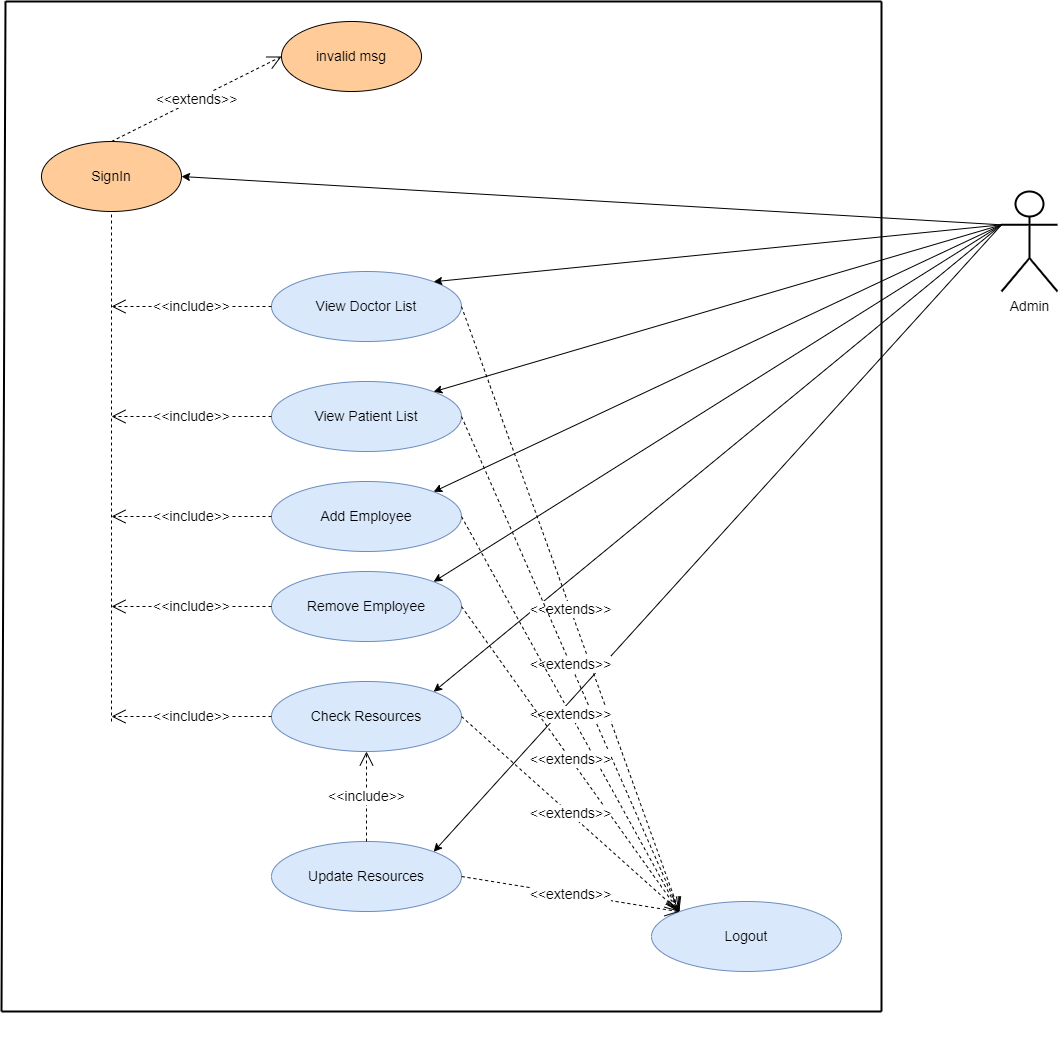 invalid msg
<<extends>>
SignIn
Admin
<<include>>
View Doctor List
<<include>>
View Patient List
<<include>>
Add Employee
<<include>>
Remove Employee
<<extends>>
<<extends>>
<<include>>
Check Resources
<<extends>>
<<extends>>
<<include>>
<<extends>>
Update Resources
<<extends>>
Logout